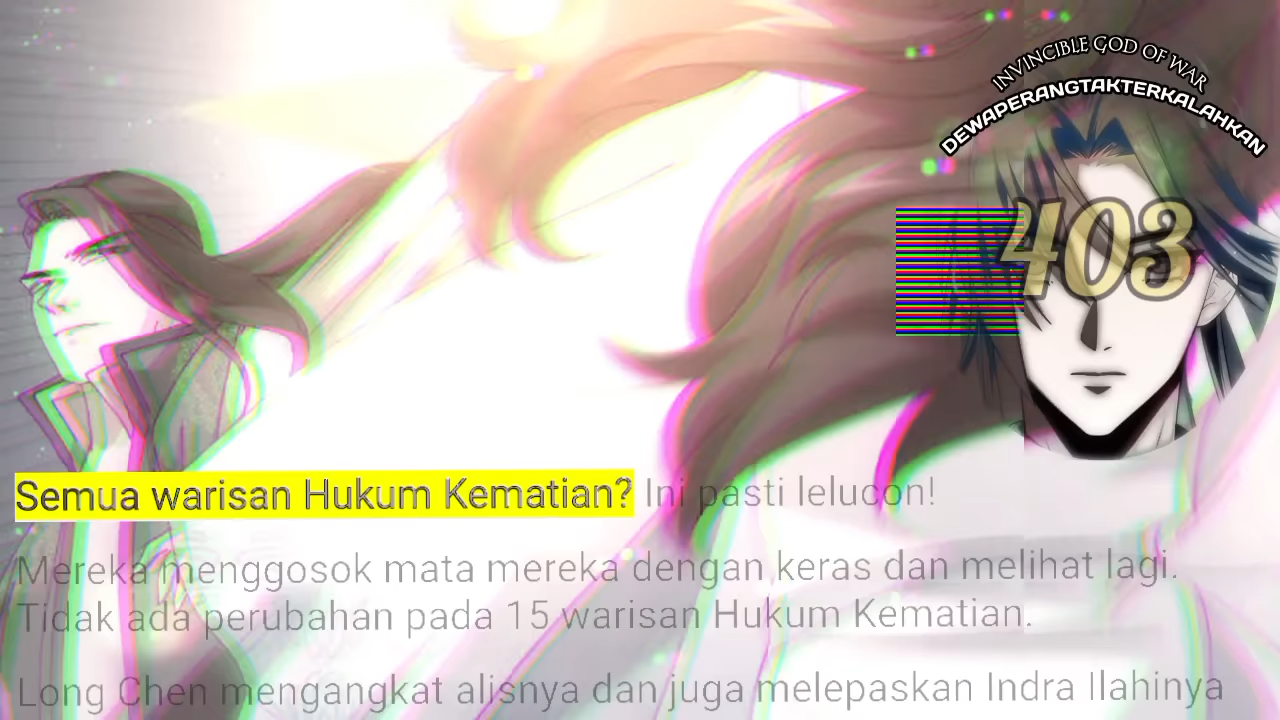 INVINCIBLE GOD OF WAR
DEWAPERANGTAKTERKALAHKAN
403
Semua warisan Hukum Kematian? Ini pasti lelucon!
Mereka menggosok mata mereka dengan keras dan melihat lagi.
Tidak ada perubahan pada 15 warisan Hukum Kematian.
Long Chen mengangkat alisnya dan juga melepaskan Indra Ilahinya